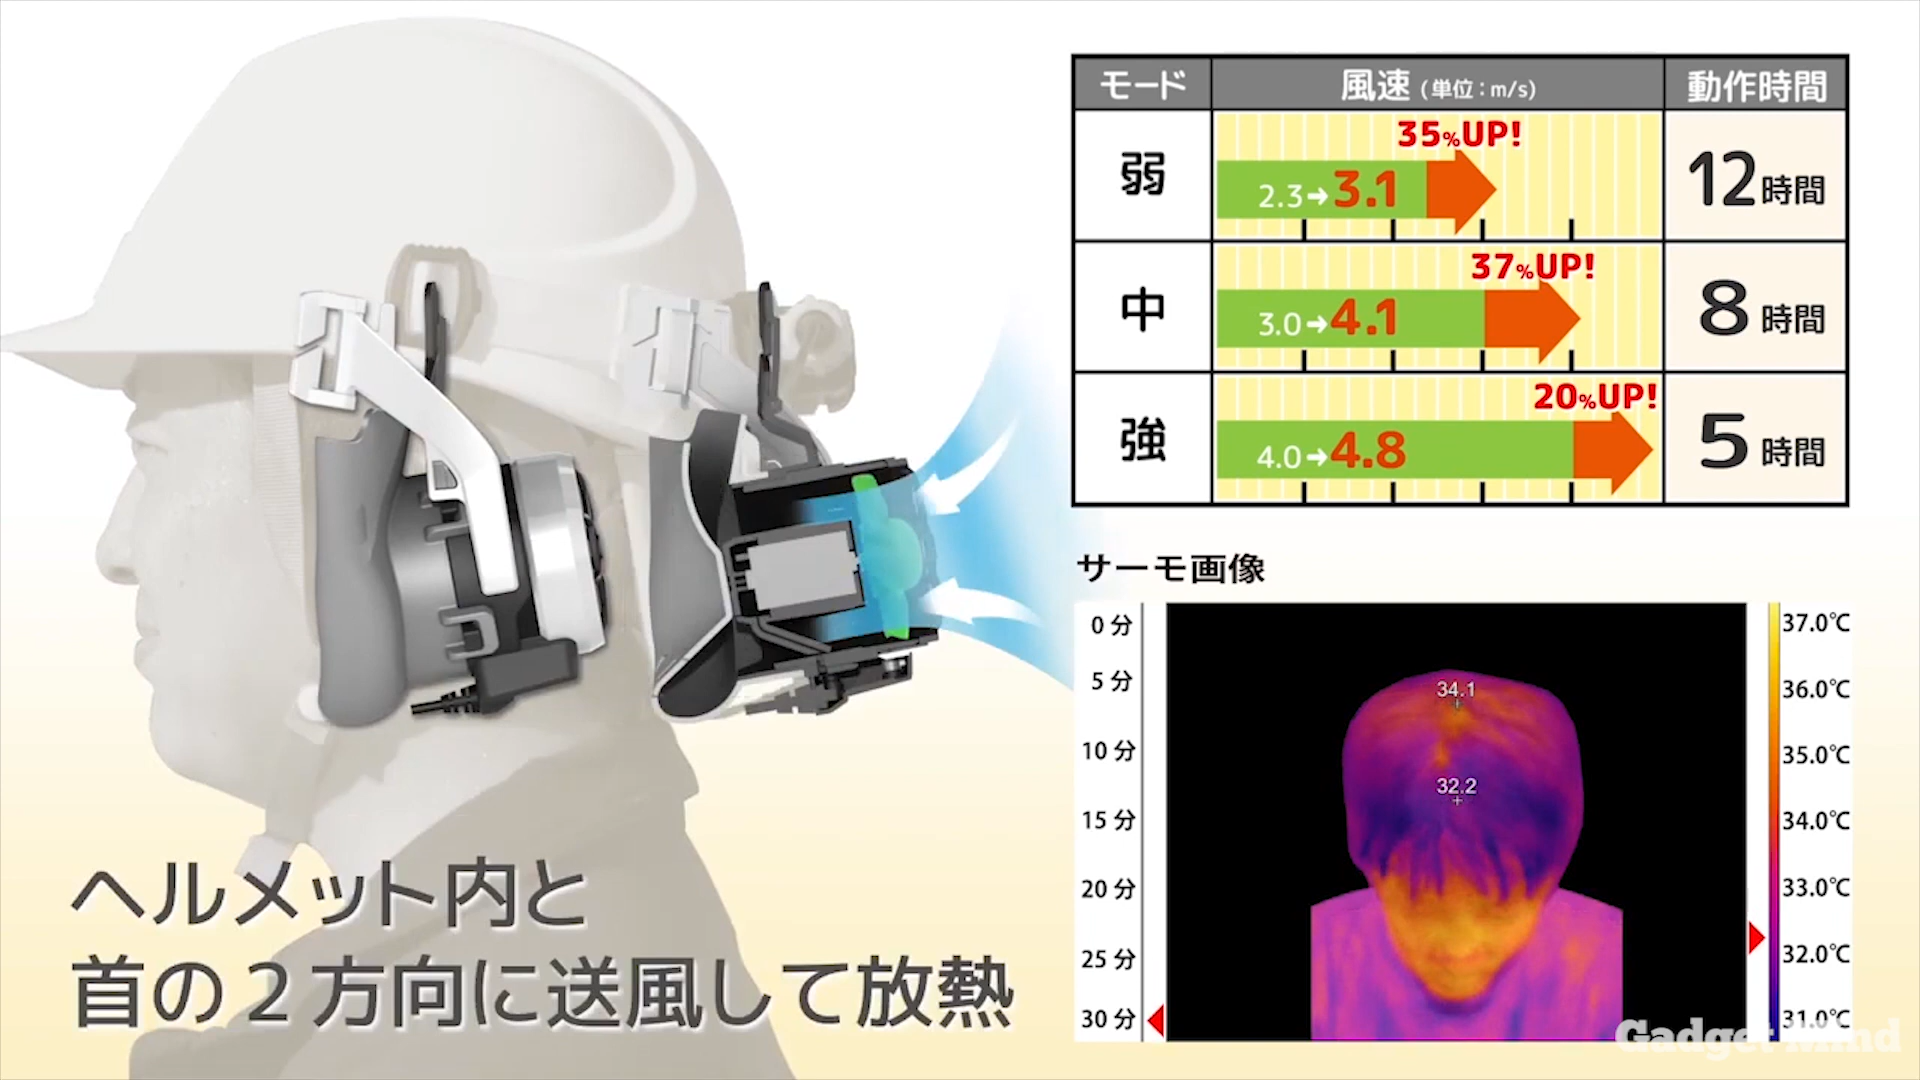 モード 風速 (単位:m/s) 動作時間
35%UP!
弱 2.3→3.1 12時間
37%UP!
中 3.0→4.1 8時間
20%UP!
強 4.0→4.8 5時間
サーモ画像
0分
5分
10分
15分
20分
25分
30分
34.1
32.2
37.0℃
36.0℃
35.0℃
34.0℃
33.0℃
32.0℃
31.0℃
ヘルメット内と
首の2方向に送風して放熱
Gadget Mind